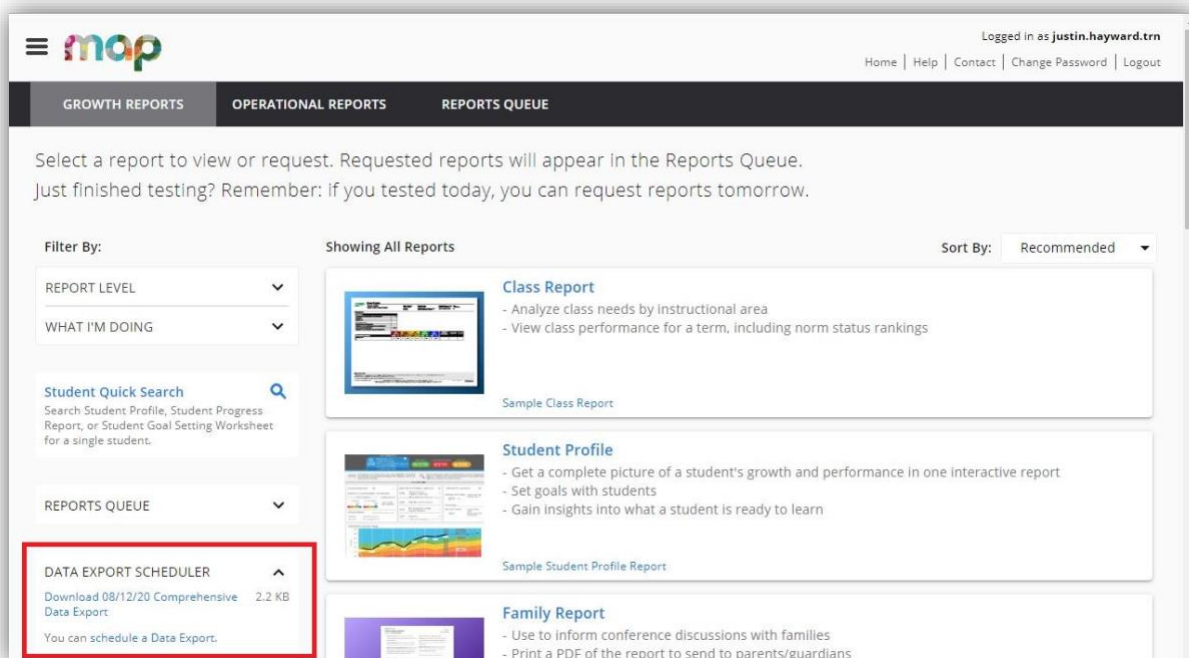 map
Logged in as justin.hayward.trn
Home | Help | Contact | Change Password | Logout
GROWTH REPORTS OPERATIONAL REPORTS REPORTS QUEUE
Select a report to view or request. Requested reports will appear in the Reports Queue.
Just finished testing? Remember: if you tested today, you can request reports tomorrow.
Filter By:
REPORT LEVEL
WHAT I'M DOING
Student Quick Search
Search Student Profile, Student Progress
Report, or Student Goal Setting Worksheet
for a single student.
REPORTS QUEUE
DATA EXPORT SCHEDULER
Download 08/12/20 Comprehensive 2.2 KB
Data Export
You can schedule a Data Export.
Showing All Reports
Sort By: Recommended
Class Report
- Analyze class needs by instructional area
- View class performance for a term, including norm status rankings
Sample Class Report
Student Profile
- Get a complete picture of a student's growth and performance in one interactive report
- Set goals with students
- Gain insights into what a student is ready to learn
Sample Student Profile Report
Family Report
- Use to inform conference discussions with families
- Print a PDF of the report to send to parents/guardians